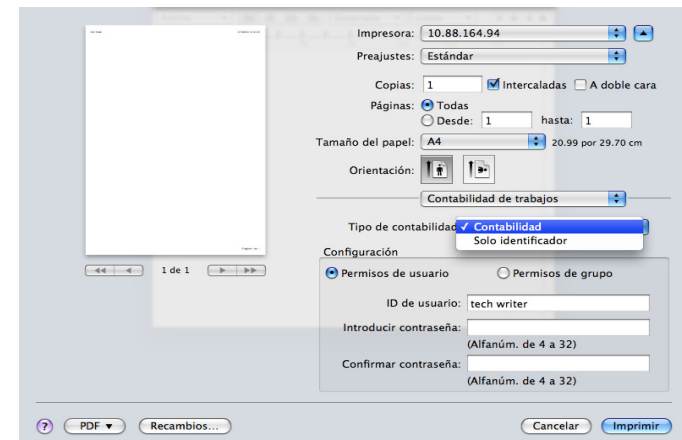 Impresora: 10.88.164.94
Preajustes: Estándar
Copias: 1 Intercaladas A doble cara
Páginas: Todas
Desde: 1 hasta: 1
Tamaño del papel: A4 20.99 por 29.70 cm
Orientación:
Contabilidad de trabajos
Tipo de contabilidad ✓ Contabilidad
Solo identificador
Configuración
1 de 1
Permisos de usuario Permisos de grupo
ID de usuario: tech writer
Introducir contraseña:
(Alfanúm. de 4 a 32)
Confirmar contraseña:
(Alfanúm. de 4 a 32)
? PDF ▼ Recambios... Cancelar Imprimir